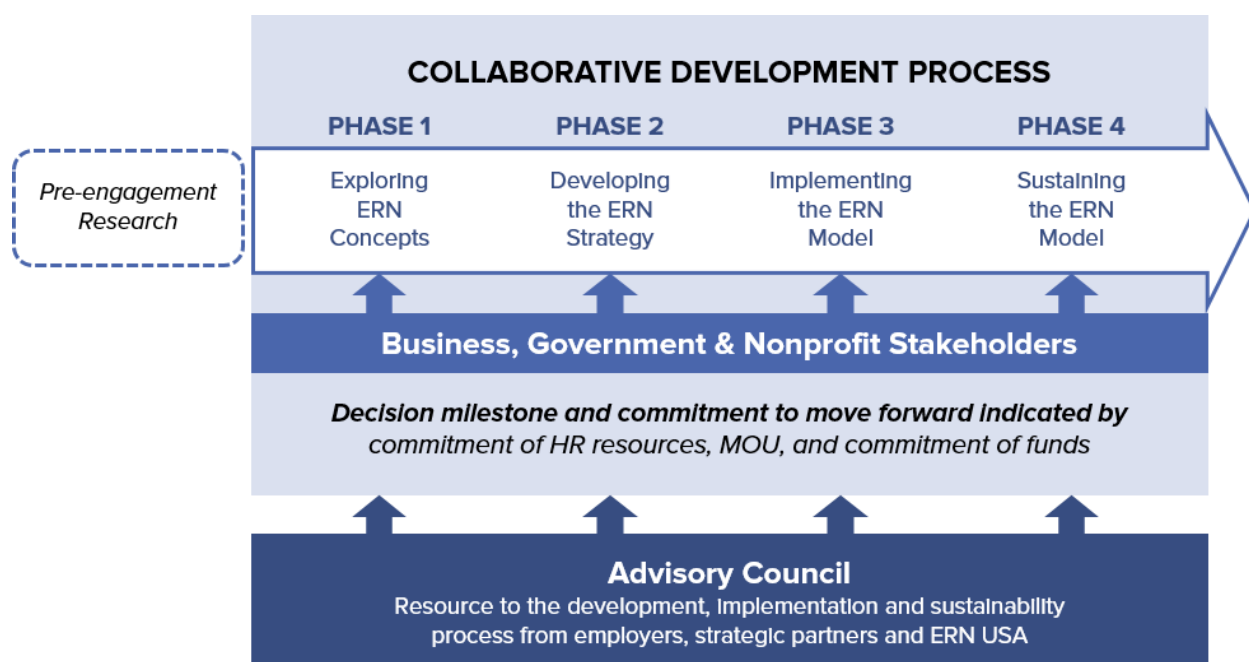 COLLABORATIVE DEVELOPMENT PROCESS
PHASE 1
Exploring
ERN
Concepts
PHASE 2
Developing
the ERN
Strategy
PHASE 3
Implementing
the ERN
Model
PHASE 4
Sustaining
the ERN
Model
Pre-engagement
Research
Business, Government & Nonprofit Stakeholders
Decision milestone and commitment to move forward indicated by
commitment of HR resources, MOU, and commitment of funds
Advisory Council
Resource to the development, implementation and sustainability
process from employers, strategic partners and ERN USA